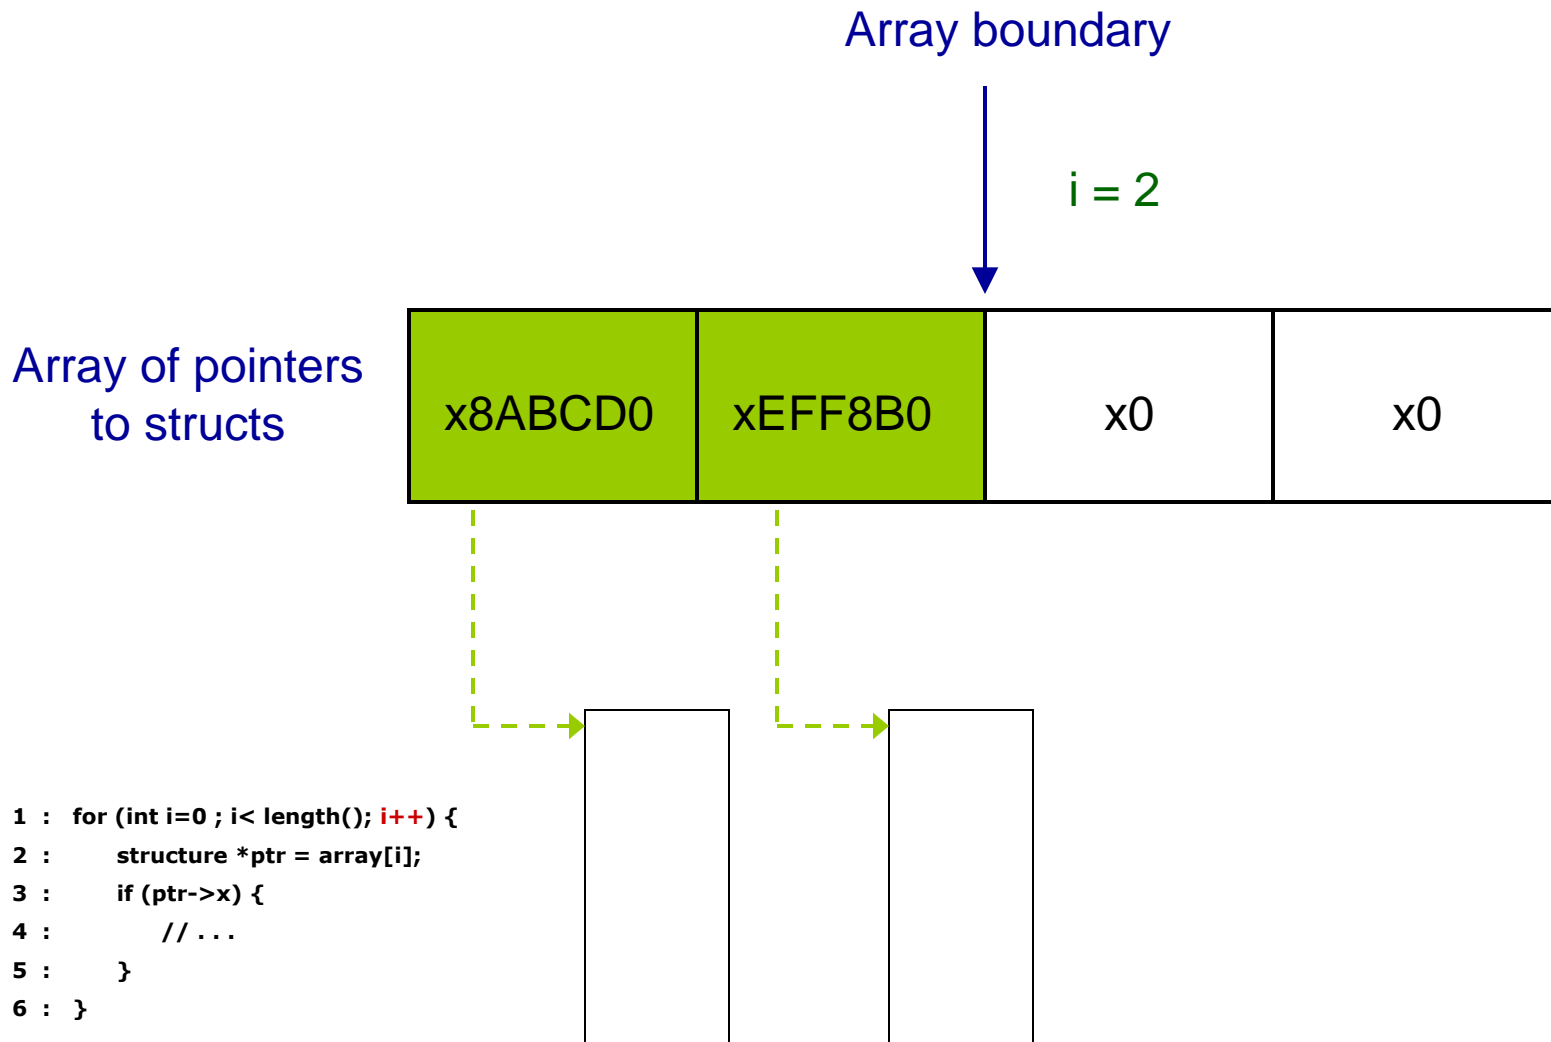 Array boundary
i = 2
Array of pointers
to structs
x8ABCD0 xEFF8B0 x0 x0
1 : for (int i=0 ; i< length(); i++) {
2 : structure *ptr = array[i];
3 : if (ptr->x) {
4 : // . . .
5 : }
6 : }